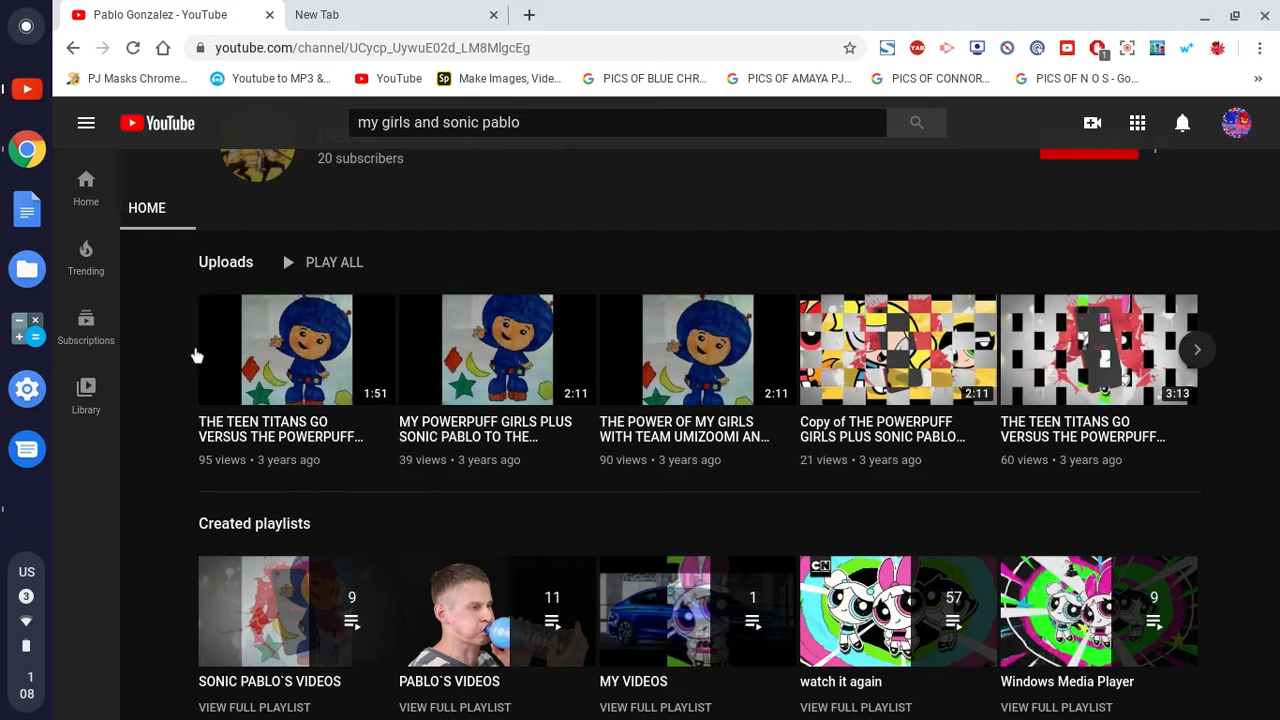 Pablo Gonzalez - YouTube
New Tab
youtube.com/channel/UCycp_UywuE02d_LM8MlgcEg
1
PJ Masks Chrome...
Youtube to MP3 &...
YouTube
Sp Make Images, Vide...
PICS OF BLUE CHR...
PICS OF AMAYA PJ...
PICS OF CONNOR...
PICS OF N O S - Go...
YouTube
my girls and sonic pablo
20 subscribers
Home
Trending
Subscriptions
Library
HOME
Uploads
PLAY ALL
1:51
2:11
2:11
2:11
3:13
THE TEEN TITANS GO
VERSUS THE POWERPUFF...
95 views • 3 years ago
MY POWERPUFF GIRLS PLUS
SONIC PABLO TO THE...
39 views • 3 years ago
THE POWER OF MY GIRLS
WITH TEAM UMIZOOMI AN...
90 views • 3 years ago
Copy of THE POWERPUFF
GIRLS PLUS SONIC PABLO...
21 views • 3 years ago
THE TEEN TITANS GO
VERSUS THE POWERPUFF...
60 views • 3 years ago
Created playlists
9
11
1
CN
57
9
SONIC PABLO`S VIDEOS
VIEW FULL PLAYLIST
PABLO`S VIDEOS
VIEW FULL PLAYLIST
MY VIDEOS
VIEW FULL PLAYLIST
watch it again
VIEW FULL PLAYLIST
Windows Media Player
VIEW FULL PLAYLIST
US
3
1
08